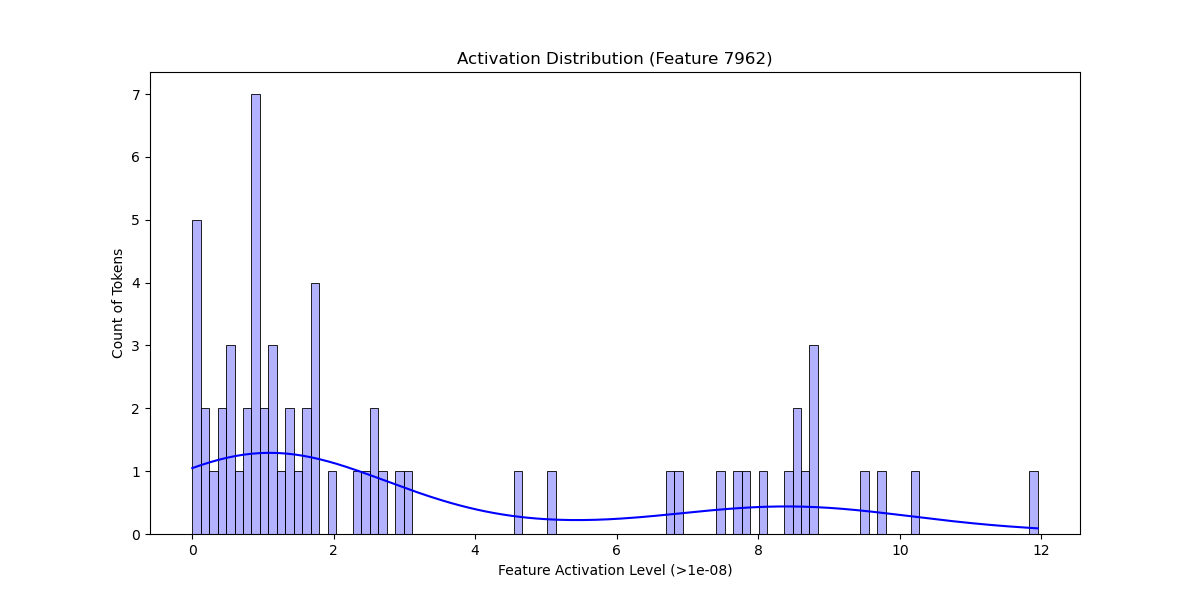 Activation Distribution (Feature 7962)
7
6
5
4
3
2
1
0
Count of Tokens
0 2 4 6 8 10 12
Feature Activation Level (>1e-08)